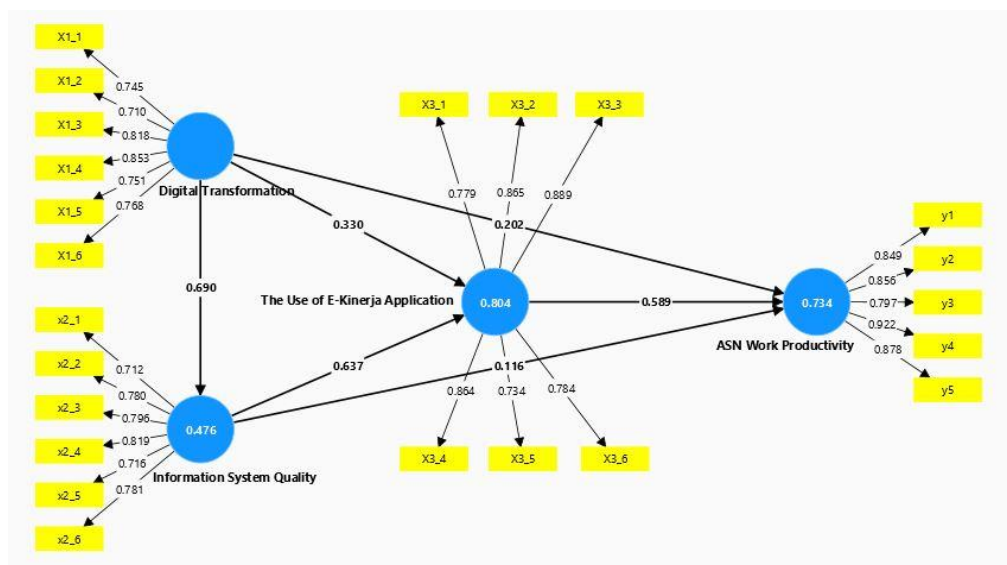 X1_1
0.745
X1_2
0.710
X1_3
0.818
X1_4
0.853
X1_5
0.751
X1_6
0.768
Digital Transformation
0.690
0.330
0.202
X3_1
X3_2
X3_3
0.779
0.865
0.889
The Use of E-Kinerja Application
0.804
0.589
0.637
0.116
0.864
0.734
0.784
X3_4
X3_5
X3_6
x2_1
0.712
x2_2
0.780
x2_3
0.796
x2_4
0.819
x2_5
0.716
x2_6
0.781
0.476
Information System Quality
0.734
ASN Work Productivity
y1
0.849
y2
0.856
y3
0.797
y4
0.922
y5
0.878